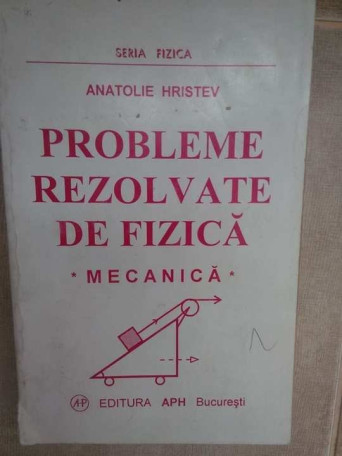 SERIA FIZICA
ANATOLIE HRISTEV
PROBLEME
REZOLVATE
DE FIZICĂ
* MECANICĂ *
AP EDITURA APH București